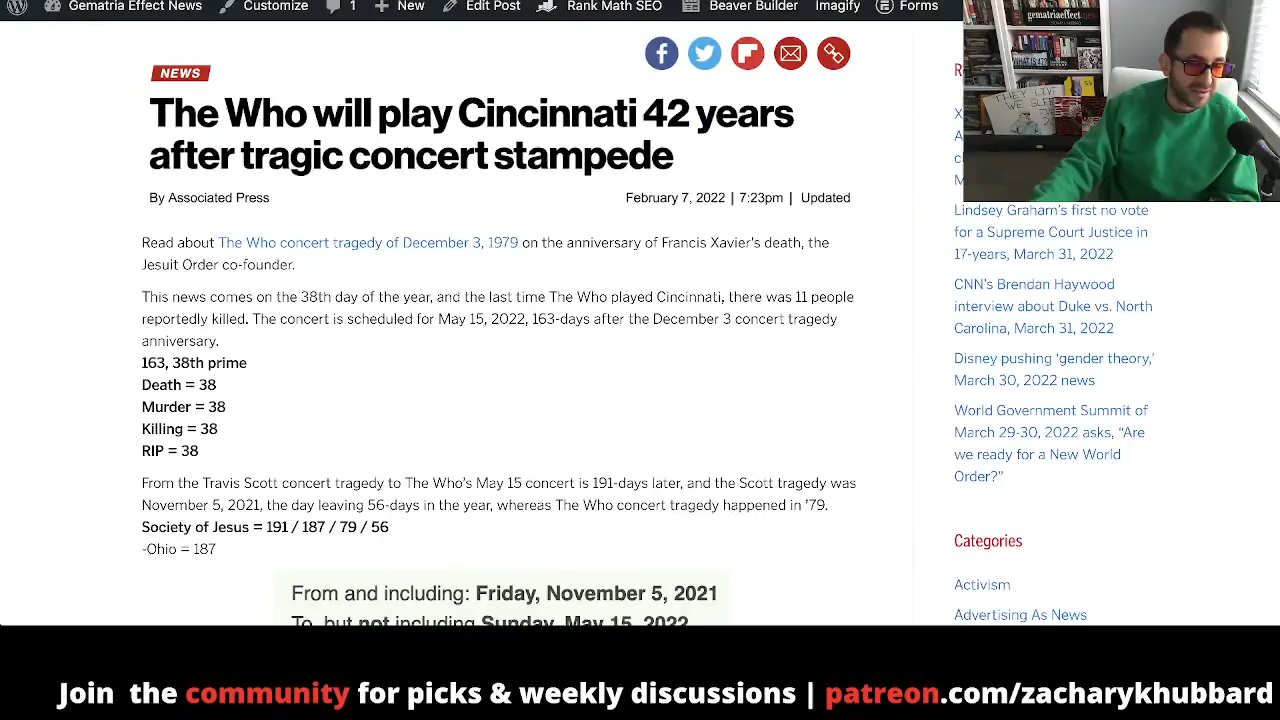 Gematria Effect News Customize 1 New Edit Post Rank Math SEO Beaver Builder Imagify Forms
gematriaeffect.news
NEWS
The Who will play Cincinnati 42 years
after tragic concert stampede
By Associated Press February 7, 2022 | 7:23pm | Updated
Read about The Who concert tragedy of December 3, 1979 on the anniversary of Francis Xavier's death, the
Jesuit Order co-founder.
This news comes on the 38th day of the year, and the last time The Who played Cincinnati, there was 11 people
reportedly killed. The concert is scheduled for May 15, 2022, 163-days after the December 3 concert tragedy
anniversary.
163, 38th prime
Death = 38
Murder = 38
Killing = 38
RIP = 38
From the Travis Scott concert tragedy to The Who's May 15 concert is 191-days later, and the Scott tragedy was
November 5, 2021, the day leaving 56-days in the year, whereas The Who concert tragedy happened in '79.
Society of Jesus = 191 / 187 / 79 / 56
-Ohio = 187
From and including: Friday, November 5, 2021
To, but not including Sunday, May 15, 2022
Lindsey Graham's first no vote
for a Supreme Court Justice in
17-years, March 31, 2022
CNN's Brendan Haywood
interview about Duke vs. North
Carolina, March 31, 2022
Disney pushing 'gender theory,'
March 30, 2022 news
World Government Summit of
March 29-30, 2022 asks, "Are
we ready for a New World
Order?"
Categories
Activism
Advertising As News
Join the community for picks & weekly discussions | patreon.com/zacharykhubbard